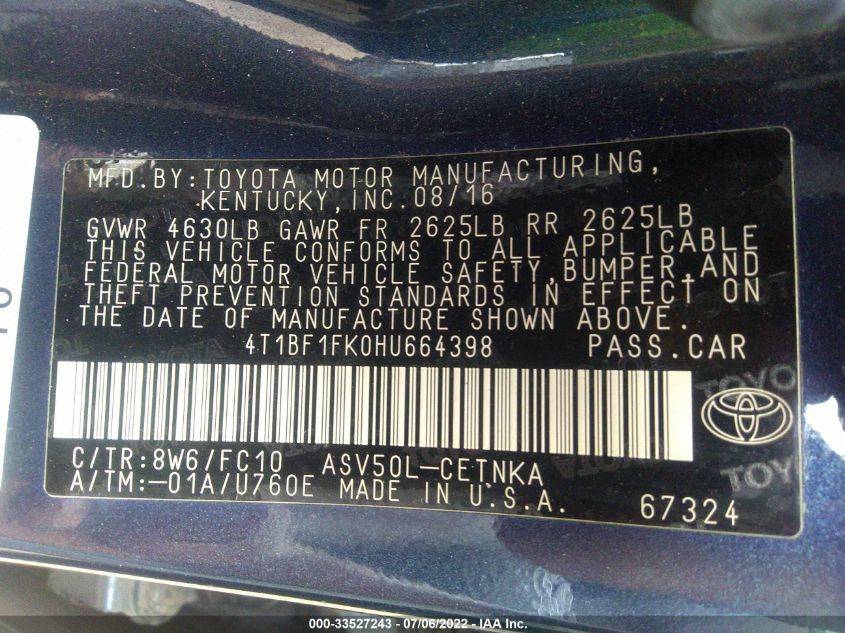 MFD.BY:TOYOTA MOTOR MANUFACTURING,
KENTUCKY,INC.08/16
GVWR 4630LB GAWR FR 2625LB RR 2625LB
THIS VEHICLE CONFORMS TO ALL APPLICABLE
FEDERAL MOTOR VEHICLE SAFETY,BUMPER,AND
THEFT PREVENTION STANDARDS IN EFFECT ON
THE DATE OF MANUFACTURE SHOWN ABOVE.
4T1BF1FK0HU664398 PASS.CAR
TOYO
C/TR:8W6/FC10 ASV50L-CETNKA
A/TM:-01A/U760E MADE IN U.S.A.
67324
000-33527243 - 07/06/2022 - IAA Inc.